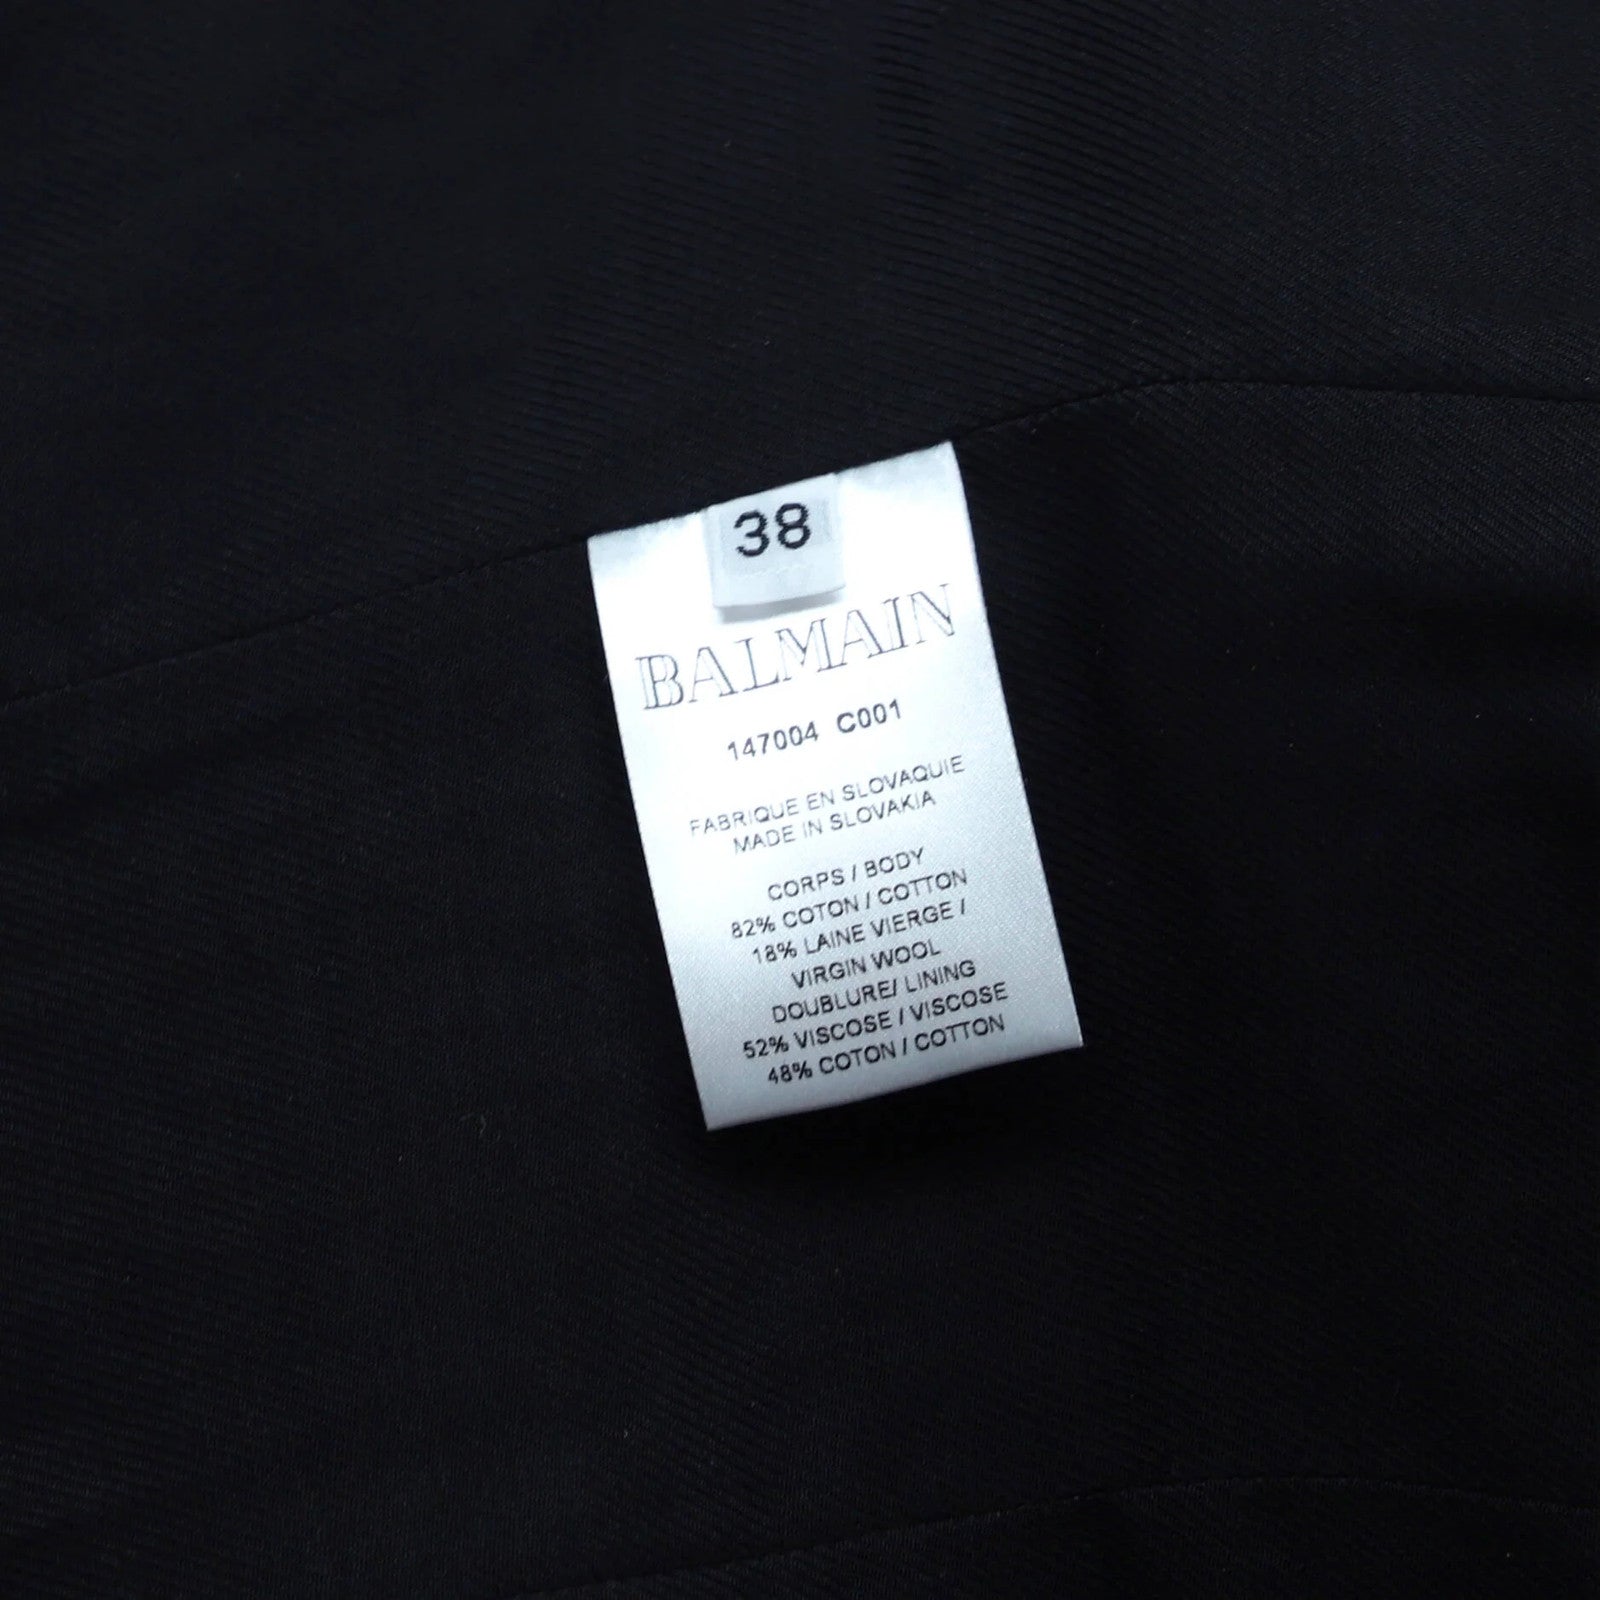 38
BALMAIN
147004 C001
FABRIQUE EN SLOVAQUIE
MADE IN SLOVAKIA
CORPS / BODY
82% COTON / COTTON
18% LAINE VIERGE /
VIRGIN WOOL
DOUBLURE/ LINING
52% VISCOSE / VISCOSE
48% COTON / COTTON